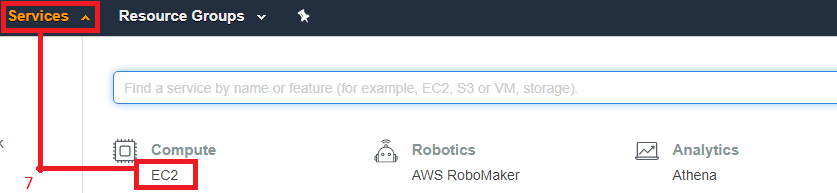 Services Resource Groups
Find a service by name or feature (for example, EC2, S3 or VM, storage).
Compute Robotics Analytics
EC2 AWS RoboMaker Athena
7